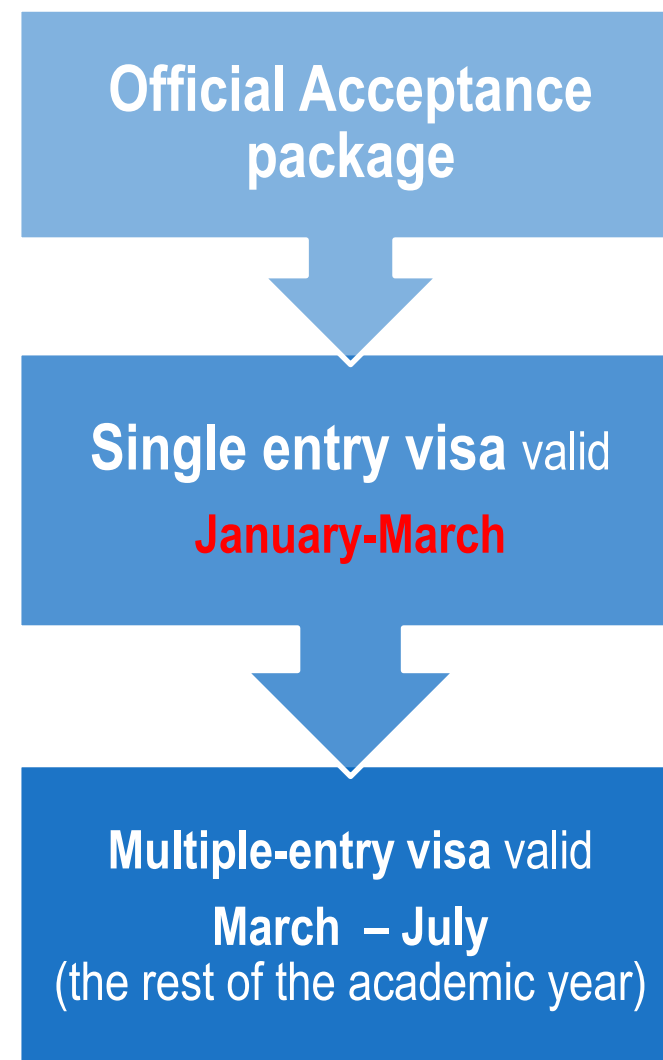 Official Acceptance
package
Single entry visa valid
January-March
Multiple-entry visa valid
March – July
(the rest of the academic year)